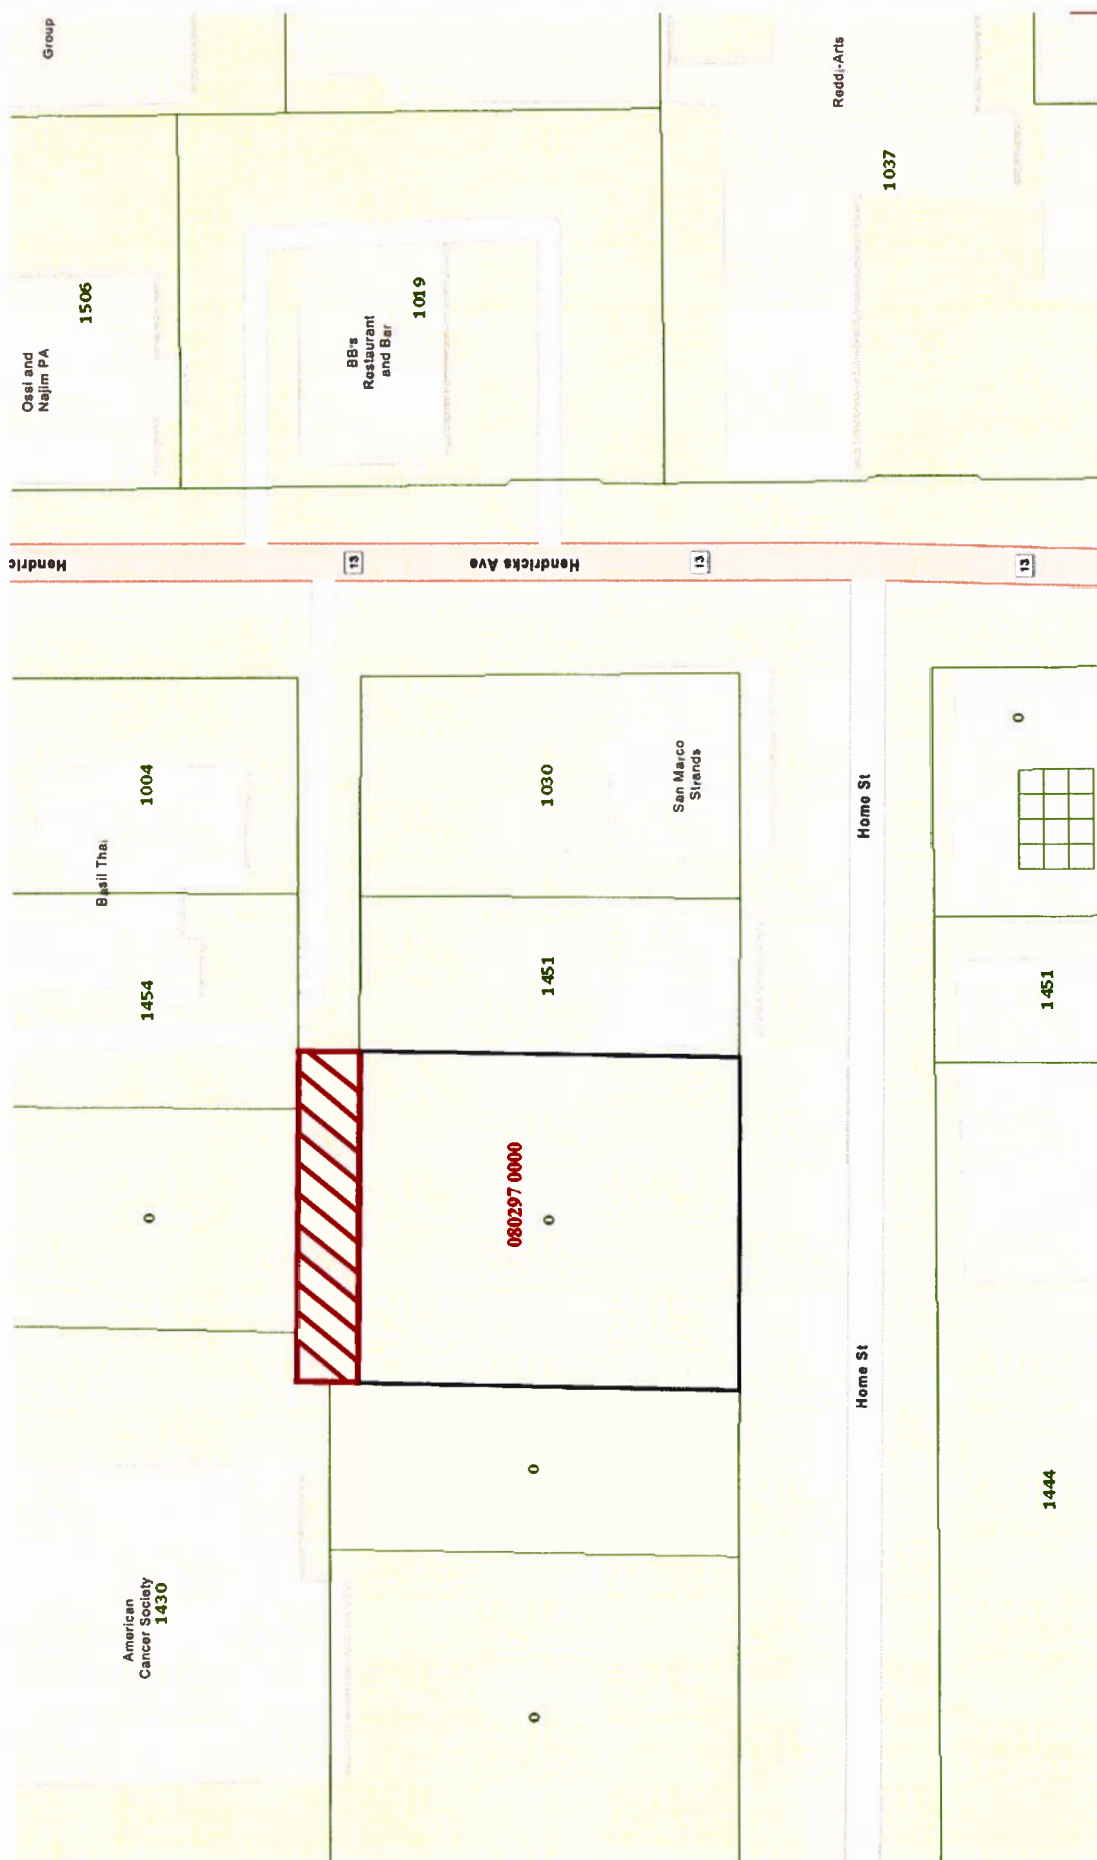 Group
Ossi and
Najim PA
1506
BB's
Restaurant
and Bar
1019
Reddi-Arts
1037
Hendric
13
Hendricks Ave
13
13
1004
Basil Thai
1454
1030
San Marco
Strands
1451
Home St
0
1451
0
080297 0000
0
Home St
1444
0
0
American
Cancer Society
1430